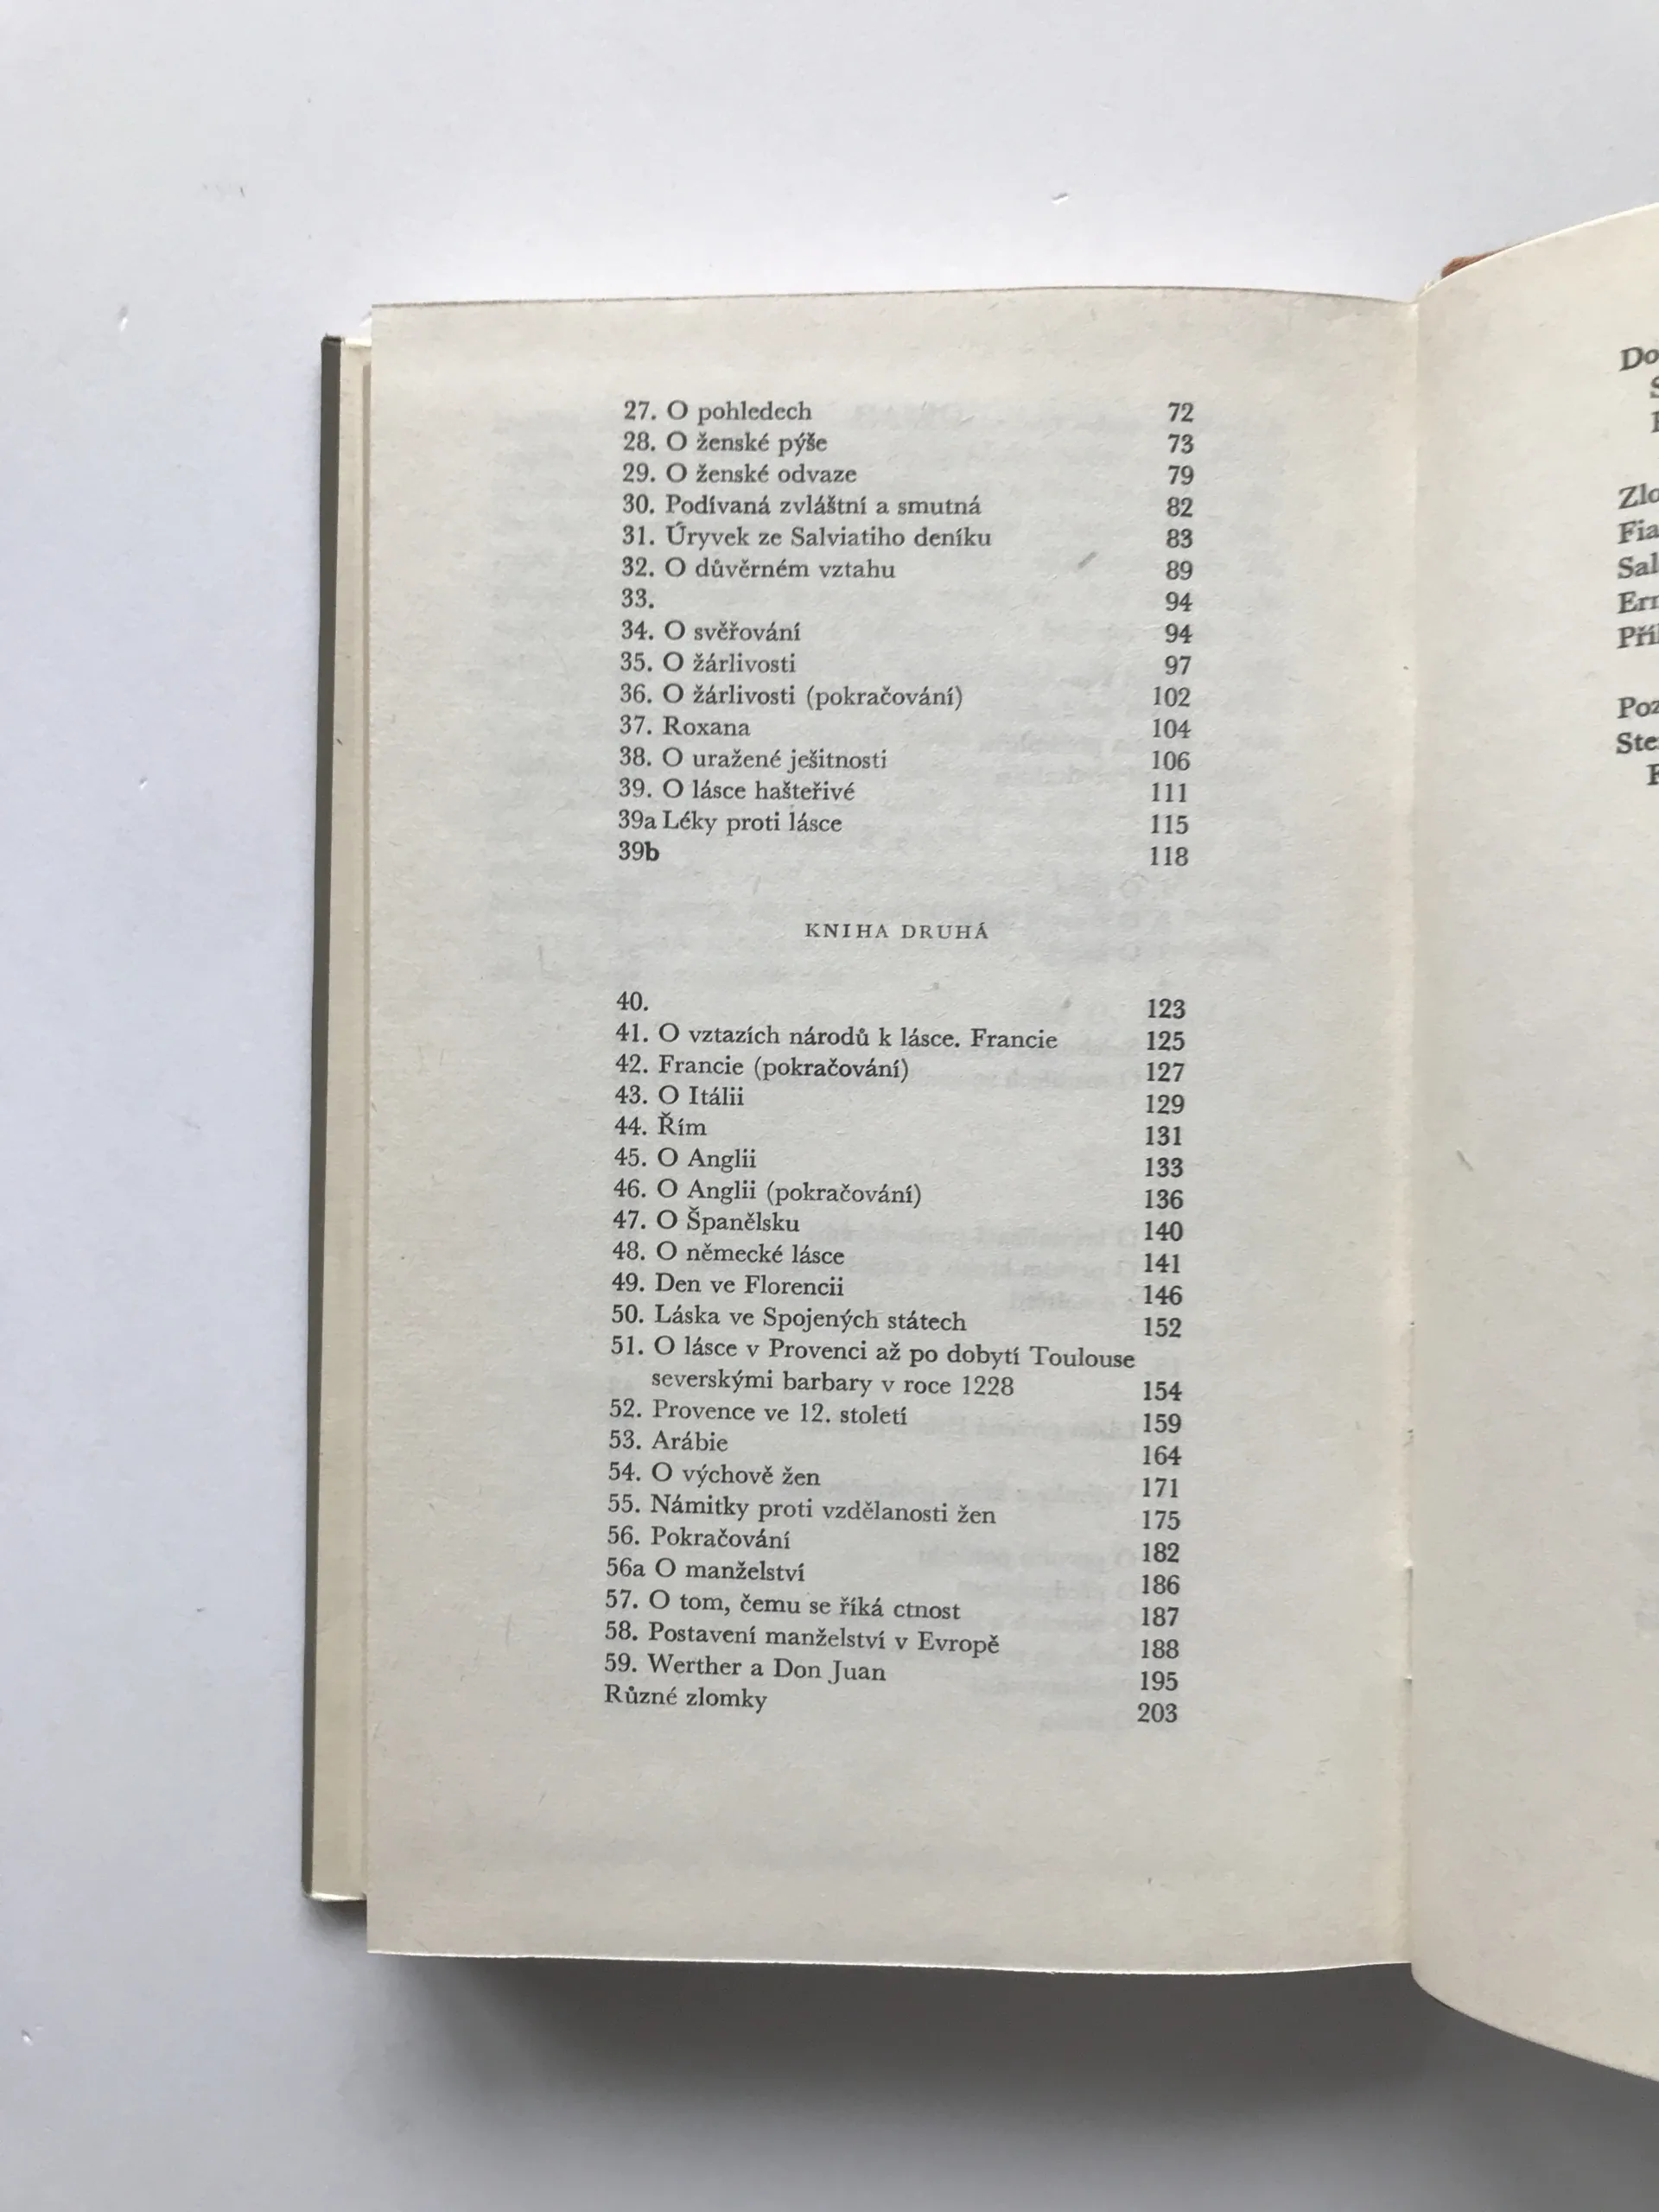 27. O pohledech 72
28. O ženské pýše 73
29. O ženské odvaze 79
30. Podívaná zvláštní a smutná 82
31. Úryvek ze Salviatiho deníku 83
32. O důvěrném vztahu 89
33. 94
34. O svěřování 94
35. O žárlivosti 97
36. O žárlivosti (pokračování) 102
37. Roxana 104
38. O uražené ješitnosti 106
39. O lásce hašteřivé 111
39a Léky proti lásce 115
39b 118
KNIHA DRUHÁ
40. 123
41. O vztazích národů k lásce. Francie 125
42. Francie (pokračování) 127
43. O Itálii 129
44. Řím 131
45. O Anglii 133
46. O Anglii (pokračování) 136
47. O Španělsku 140
48. O německé lásce 141
49. Den ve Florencii 146
50. Láska ve Spojených státech 152
51. O lásce v Provenci až po dobytí Toulouse
severskými barbary v roce 1228 154
52. Provence ve 12. století 159
53. Arábie 164
54. O výchově žen 171
55. Námitky proti vzdělanosti žen 175
56. Pokračování 182
56a O manželství 186
57. O tom, čemu se říká ctnost 187
58. Postavení manželství v Evropě 188
59. Werther a Don Juan 195
Různé zlomky 203
Do
Zlo
Fia
Sal
Ern
Poz
Ste